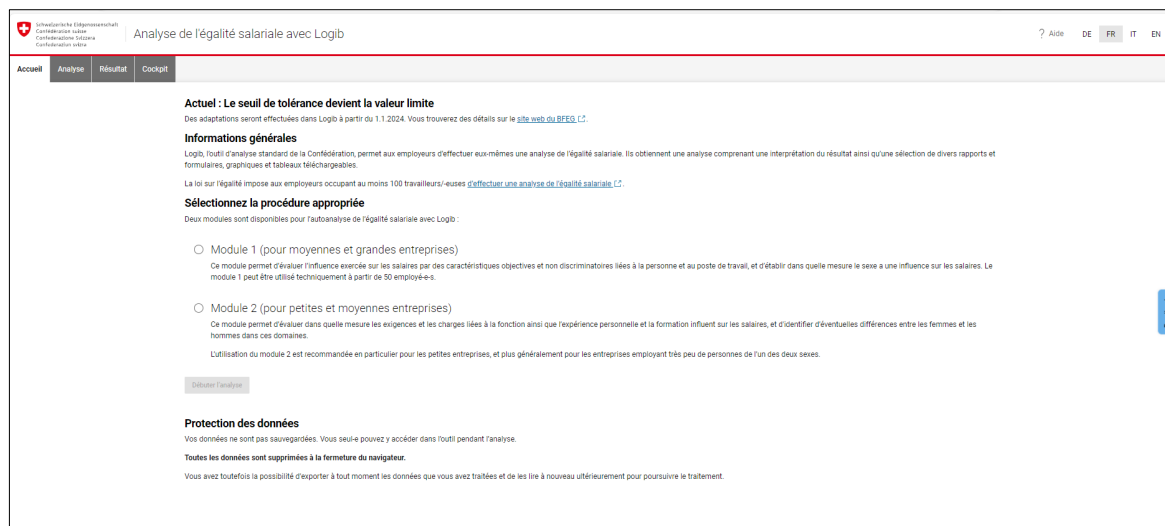 Schweizerische Eidgenossenschaft
Confédération suisse
Confederazione Svizzera
Confederaziun svizra
Analyse de l'égalité salariale avec Logib
? Aide DE FR IT EN
Accueil Analyse Résultat Cockpit
Actuel : Le seuil de tolérance devient la valeur limite
Des adaptations seront effectuées dans Logib à partir du 1.1.2024. Vous trouverez des détails sur le site web du BFEG.
Informations générales
Logib, l'outil d'analyse standard de la Confédération, permet aux employeurs d'effectuer eux-mêmes une analyse de l'égalité salariale. Ils obtiennent une analyse comprenant une interprétation du résultat ainsi qu'une sélection de divers rapports et
formulaires, graphiques et tableaux téléchargeables.
La loi sur l'égalité impose aux employeurs occupant au moins 100 travailleurs/-euses d'effectuer une analyse de l'égalité salariale.
Sélectionnez la procédure appropriée
Deux modules sont disponibles pour l'autoanalyse de l'égalité salariale avec Logib :
Module 1 (pour moyennes et grandes entreprises)
Ce module permet d'évaluer l'influence exercée sur les salaires par des caractéristiques objectives et non discriminatoires liées à la personne et au poste de travail, et d'établir dans quelle mesure le sexe a une influence sur les salaires. Le
module 1 peut être utilisé techniquement à partir de 50 employé-e-s.
Module 2 (pour petites et moyennes entreprises)
Ce module permet d'évaluer dans quelle mesure les exigences et les charges liées à la fonction ainsi que l'expérience personnelle et la formation influent sur les salaires, et d'identifier d'éventuelles différences entre les femmes et les
hommes dans ces domaines.
L'utilisation du module 2 est recommandée en particulier pour les petites entreprises, et plus généralement pour les entreprises employant très peu de personnes de l'un des deux sexes.
Débuter l'analyse
Protection des données
Vos données ne sont pas sauvegardées. Vous seul-e pouvez y accéder dans l'outil pendant l'analyse.
Toutes les données sont supprimées à la fermeture du navigateur.
Vous avez toutefois la possibilité d'exporter à tout moment les données que vous avez traitées et de les lire à nouveau ultérieurement pour poursuivre le traitement.